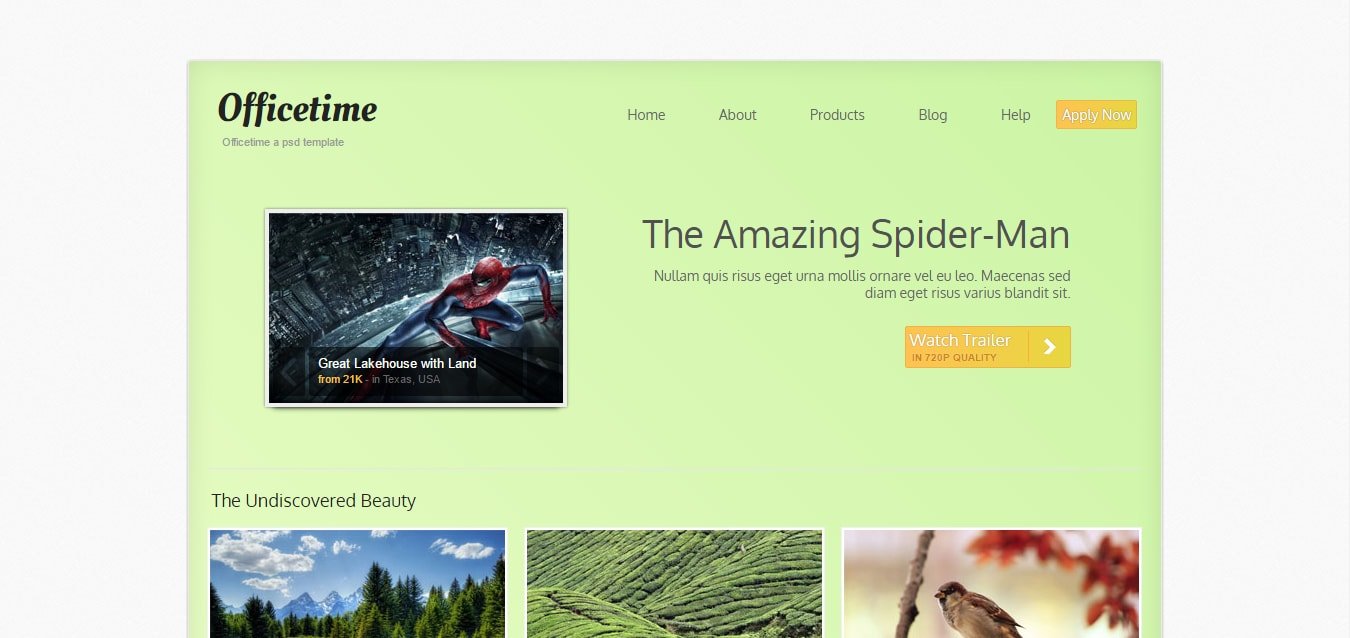 Officetime
Officetime a psd template
Home About Products Blog Help Apply Now
Great Lakehouse with Land
from 21K - in Texas, USA
The Amazing Spider-Man
Nullam quis risus eget urna mollis ornare vel eu leo. Maecenas sed
diam eget risus varius blandit sit.
Watch Trailer
IN 720P QUALITY
The Undiscovered Beauty